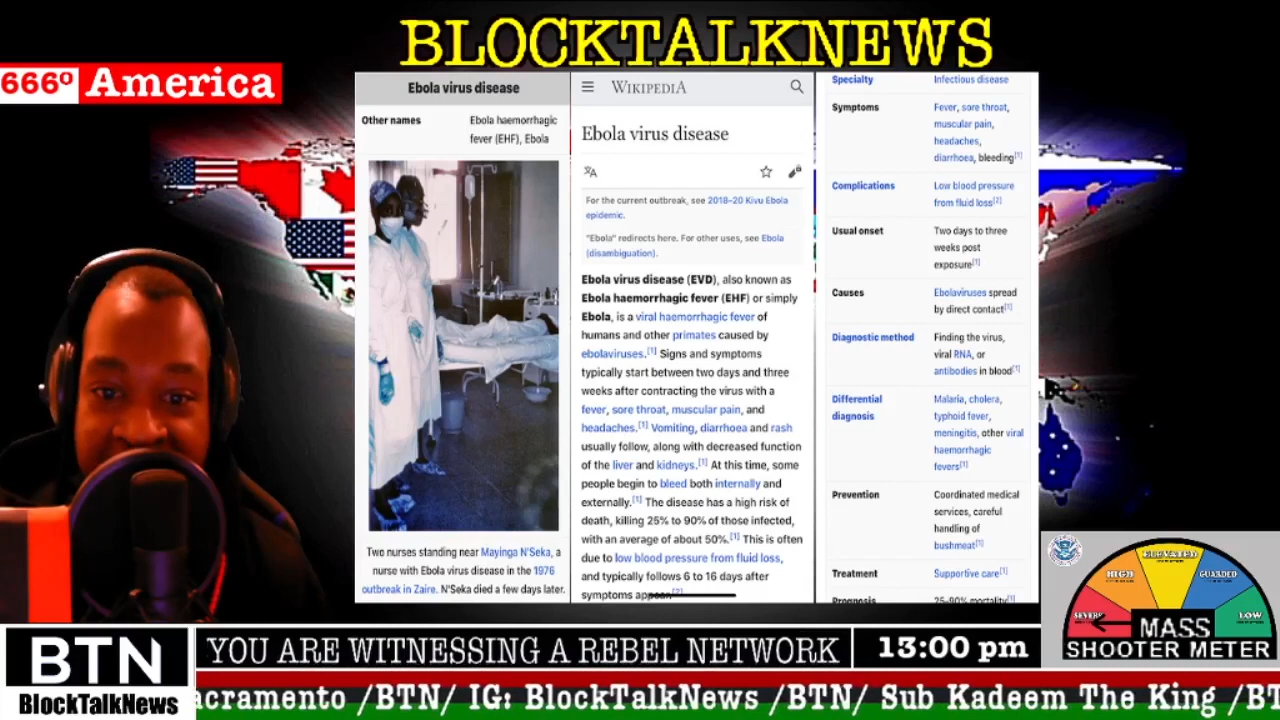 BLOCKTALKNEWS
666º America
Ebola virus disease
Other names
Ebola haemorrhagic
fever (EHF), Ebola
Two nurses standing near Mayinga N'Seka, a
nurse with Ebola virus disease in the 1976
outbreak in Zaire. N'Seka died a few days later.
WIKIPEDIA
Ebola virus disease
For the current outbreak, see 2018–20 Kivu Ebola
epidemic.
"Ebola" redirects here. For other uses, see Ebola
(disambiguation).
Ebola virus disease (EVD), also known as
Ebola haemorrhagic fever (EHF) or simply
Ebola, is a viral haemorrhagic fever of
humans and other primates caused by
ebolaviruses.[1] Signs and symptoms
typically start between two days and three
weeks after contracting the virus with a
fever, sore throat, muscular pain, and
headaches.[1] Vomiting, diarrhoea and rash
usually follow, along with decreased function
of the liver and kidneys.[1] At this time, some
people begin to bleed both internally and
externally.[1] The disease has a high risk of
death, killing 25% to 90% of those infected,
with an average of about 50%.[1] This is often
due to low blood pressure from fluid loss,
and typically follows 6 to 16 days after
symptoms appear.[2]
Specialty
Infectious disease
Symptoms
Fever, sore throat,
muscular pain,
headaches,
diarrhoea, bleeding[1]
Complications
Low blood pressure
from fluid loss[2]
Usual onset
Two days to three
weeks post
exposure[1]
Causes
Ebolaviruses spread
by direct contact[1]
Diagnostic method
Finding the virus,
viral RNA, or
antibodies in blood[1]
Differential
diagnosis
Malaria, cholera,
typhoid fever,
meningitis, other viral
haemorrhagic
fevers[1]
Prevention
Coordinated medical
services, careful
handling of
bushmeat[1]
Treatment
Supportive care[1]
Prognosis
25–90% mortality[1]
SEVERE
HIGH
ELEVATED
GUARDED
LOW
MASS
SHOOTER METER
BTN
BlockTalkNews
YOU ARE WITNESSING A REBEL NETWORK
13:00 pm
acramento /BTN/ IG: BlockTalkNews /BTN/ Sub Kadeem The King /BT